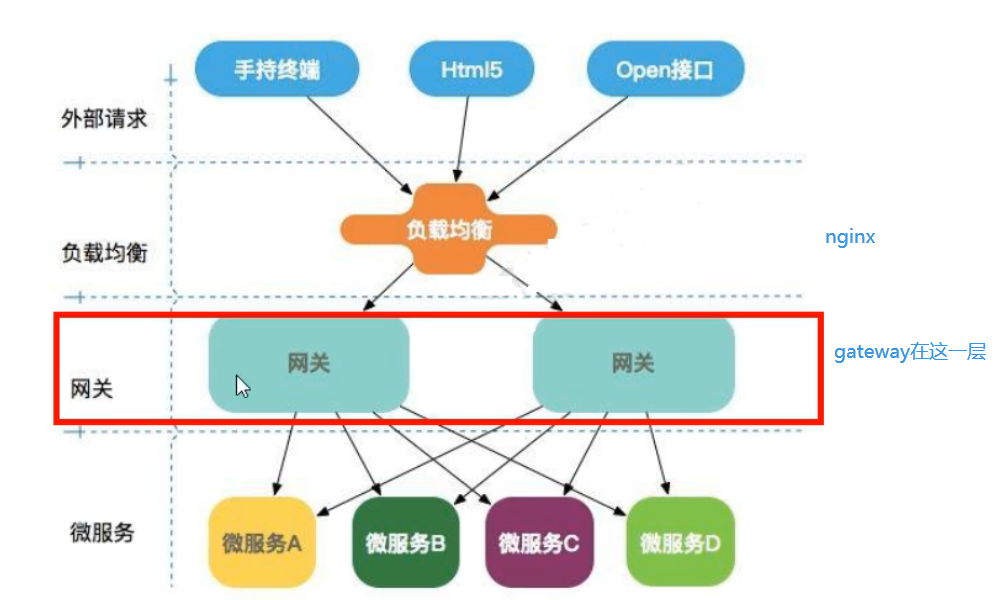 手持终端
Html5
Open接口
外部请求
负载均衡
nginx
负载均衡
网关
网关
gateway在这一层
网关
微服务
微服务A
微服务B
微服务C
微服务D